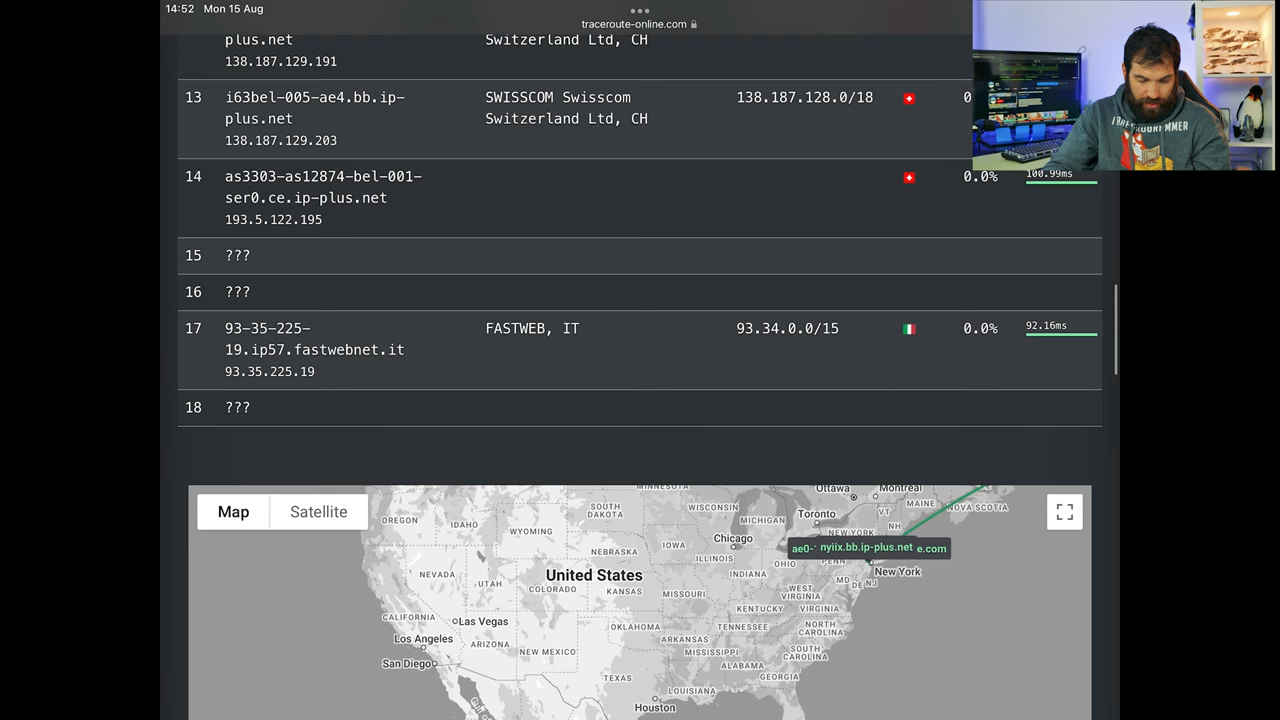 14:52 Mon 15 Aug
traceroute-online.com
plus.net
Switzerland Ltd, CH
138.187.129.191
13 i63bel-005-ae4.bb.ip- SWISSCOM Swisscom 138.187.128.0/18 0
plus.net Switzerland Ltd, CH
138.187.129.203
14 as3303-as12874-bel-001- 0.0% 100.99ms
ser0.ce.ip-plus.net
193.5.122.195
15 ???
16 ???
17 93-35-225- FASTWEB, IT 93.34.0.0/15 0.0% 92.16ms
19.ip57.fastwebnet.it
93.35.225.19
18 ???
Map Satellite
MINNESOTA
Ottawa
Montreal
OREGON
IDAHO
SOUTH
DAKOTA
WISCONSIN
MICHIGAN
Toronto
VT
MAINE
NOVA SCOTIA
NH
WYOMING
NEW YORK
Chicago
IOWA
NEBRASKA
ae0- nyiix.bb.ip-plus.net e.com
ILLINOIS
OHIO
PENN
New York
NEVADA
United States
INDIANA
MD
DE
NJ
UTAH
COLORADO
KANSAS
MISSOURI
WEST
VIRGINIA
KENTUCKY
VIRGINIA
CALIFORNIA
Las Vegas
OKLAHOMA
TENNESSEE
NORTH
CAROLINA
Los Angeles
ARIZONA
NEW MEXICO
ARKANSAS
MISSISSIPPI
SOUTH
CAROLINA
San Diego
ALABAMA
GEORGIA
TEXAS
LOUISIANA
Houston